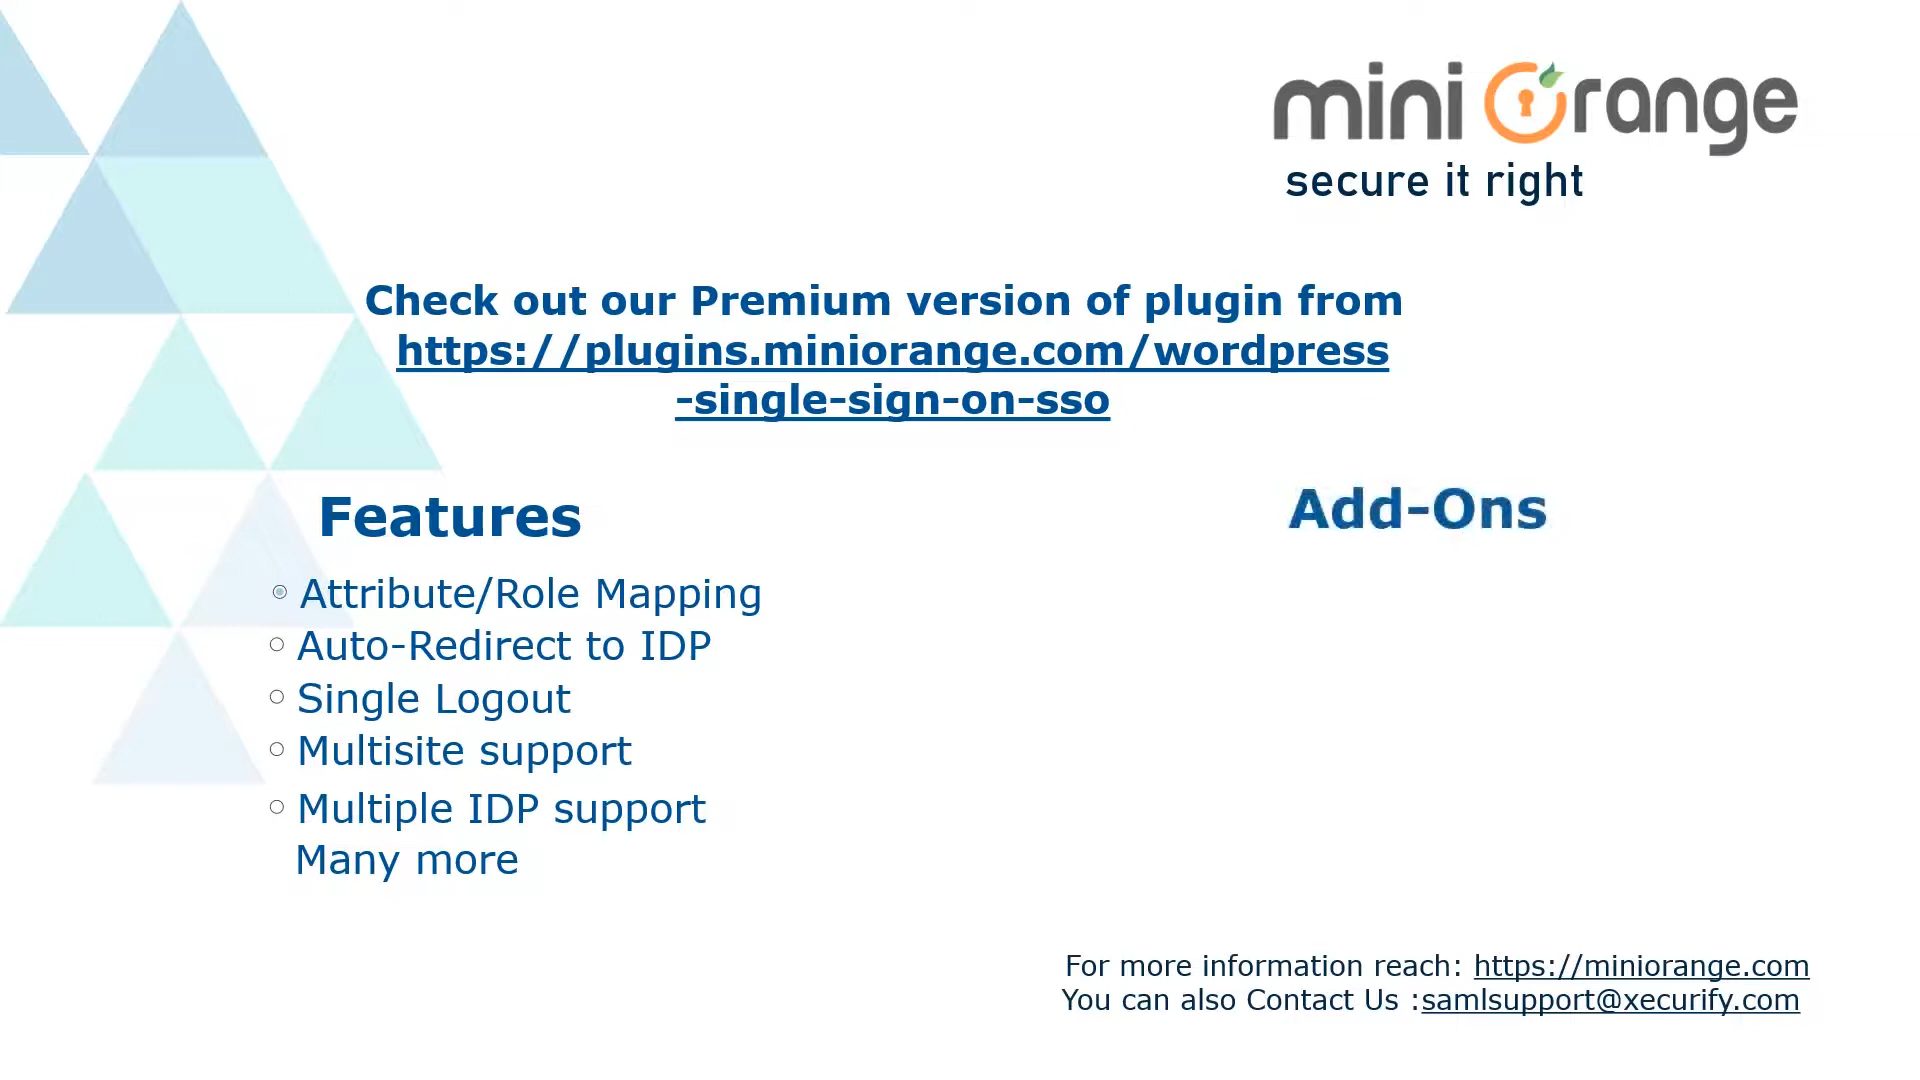 mini orange
secure it right
Check out our Premium version of plugin from
https://plugins.miniorange.com/wordpress
-single-sign-on-sso
Features
Attribute/Role Mapping
Auto-Redirect to IDP
Single Logout
Multisite support
Multiple IDP support
Many more
Add-Ons
For more information reach: https://miniorange.com
You can also Contact Us :samlsupport@xecurify.com